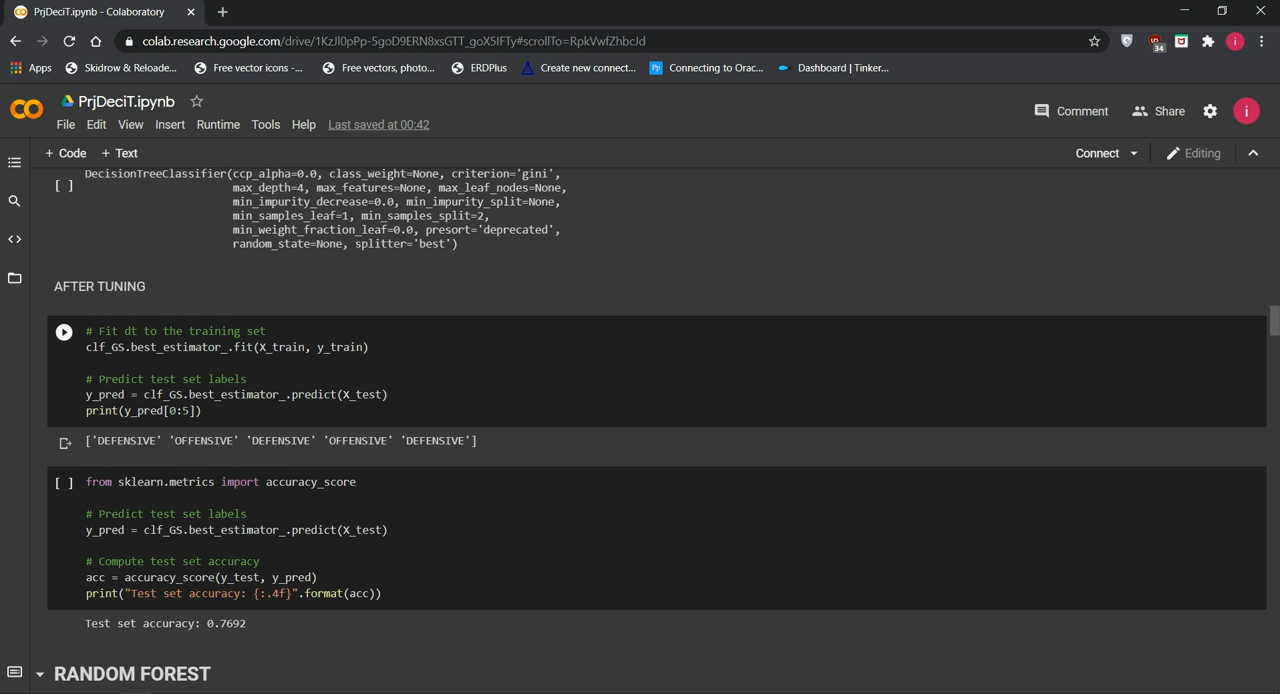 PrjDeciT.ipynb - Colaboratory
colab.research.google.com/drive/1KzJl0pPp-5goD9ERN8xsGTT_goX5IFTy#scrollTo=RpkVwfZhbcJd
34
i
Apps Skidrow & Reloade... Free vector icons -... Free vectors, photo... ERDPlus Create new connect... Pp Connecting to Orac... Dashboard | Tinker...
CO PrjDeciT.ipynb
Comment Share i
File Edit View Insert Runtime Tools Help Last saved at 00:42
+ Code + Text Connect Editing
[ ] DecisionTreeClassifier(ccp_alpha=0.0, class_weight=None, criterion='gini',
max_depth=4, max_features=None, max_leaf_nodes=None,
min_impurity_decrease=0.0, min_impurity_split=None,
min_samples_leaf=1, min_samples_split=2,
min_weight_fraction_leaf=0.0, presort='deprecated',
random_state=None, splitter='best')
AFTER TUNING
# Fit dt to the training set
clf_GS.best_estimator_.fit(X_train, y_train)
# Predict test set labels
y_pred = clf_GS.best_estimator_.predict(X_test)
print(y_pred[0:5])
['DEFENSIVE' 'OFFENSIVE' 'DEFENSIVE' 'OFFENSIVE' 'DEFENSIVE']
[ ] from sklearn.metrics import accuracy_score
# Predict test set labels
y_pred = clf_GS.best_estimator_.predict(X_test)
# Compute test set accuracy
acc = accuracy_score(y_test, y_pred)
print("Test set accuracy: {:.4f}".format(acc))
Test set accuracy: 0.7692
RANDOM FOREST